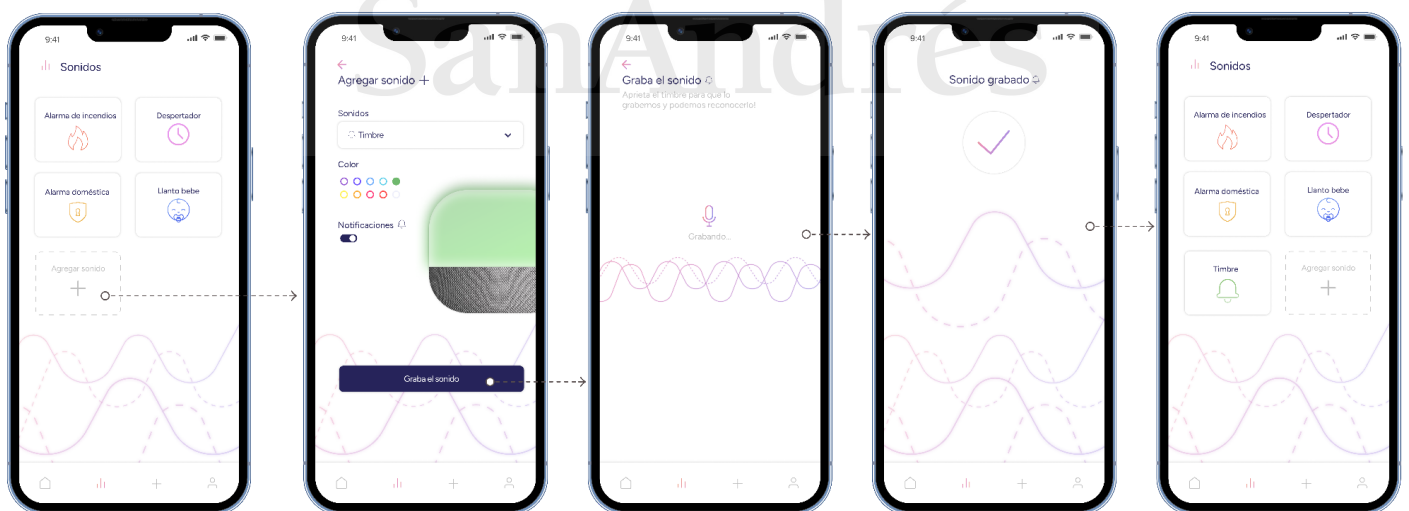 SanAndrés
9:41
Sonidos
Alarma de incendios
Despertador
Alarma doméstica
Llanto bebe
Agregar sonido
9:41
Agregar sonido
Sonidos
Timbre
Color
Notificaciones
Graba el sonido
9:41
Graba el sonido
Aprieta el timbre para que lo
grabemos y podamos reconocerlo!
Grabando...
9:41
Sonido grabado
9:41
Sonidos
Alarma de incendios
Despertador
Alarma doméstica
Llanto bebe
Timbre
Agregar sonido